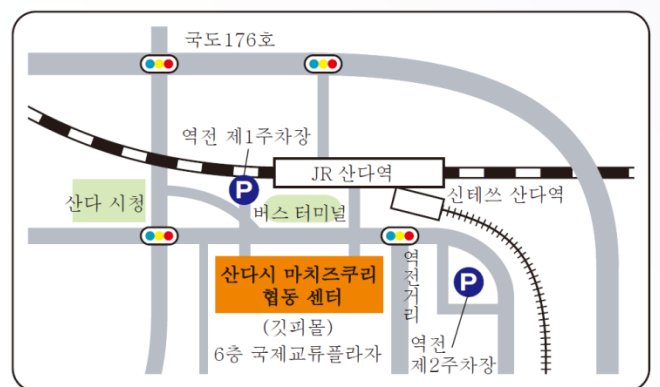 국도176호
역전 제1주차장
P
JR 산다역
신테쓰 산다역
산다 시청
버스 터미널
산다시 마치즈쿠리
협동 센터
(깃피몰)
6층 국제교류플라자
역전거리
P
역전
제2주차장